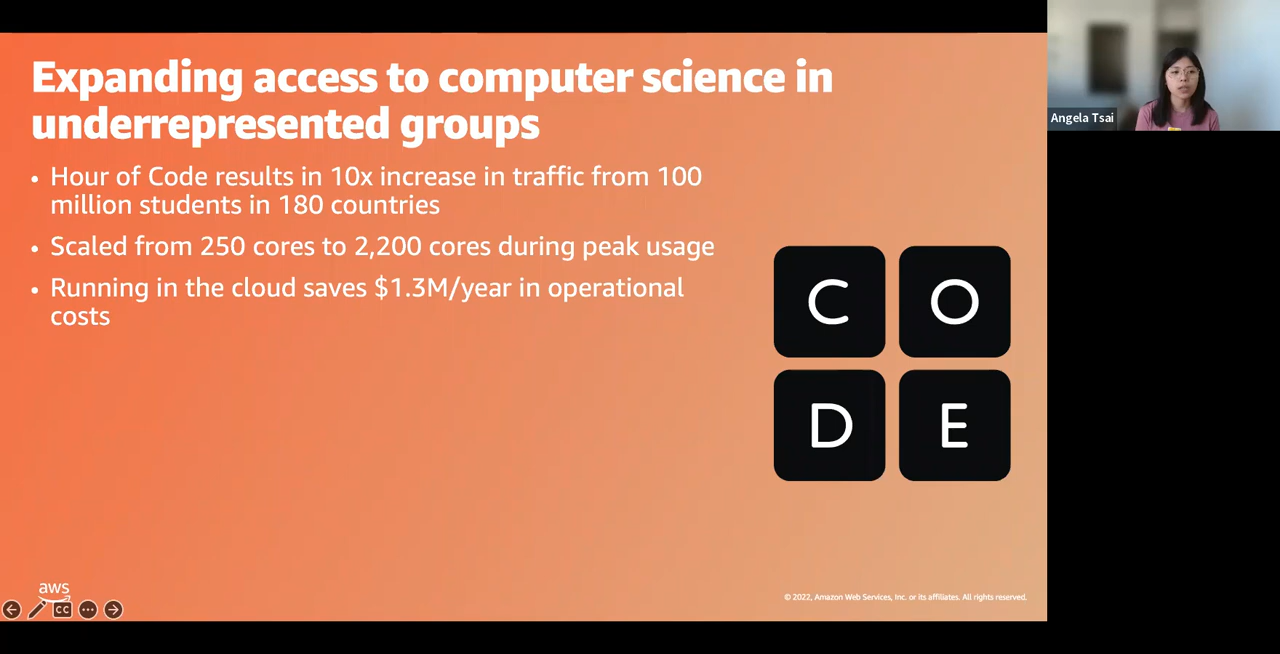 Expanding access to computer science in
underrepresented groups
• Hour of Code results in 10x increase in traffic from 100
million students in 180 countries
• Scaled from 250 cores to 2,200 cores during peak usage
• Running in the cloud saves $1.3M/year in operational
costs
C O
D E
aws
CC
© 2022, Amazon Web Services, Inc. or its affiliates. All rights reserved.
Angela Tsai